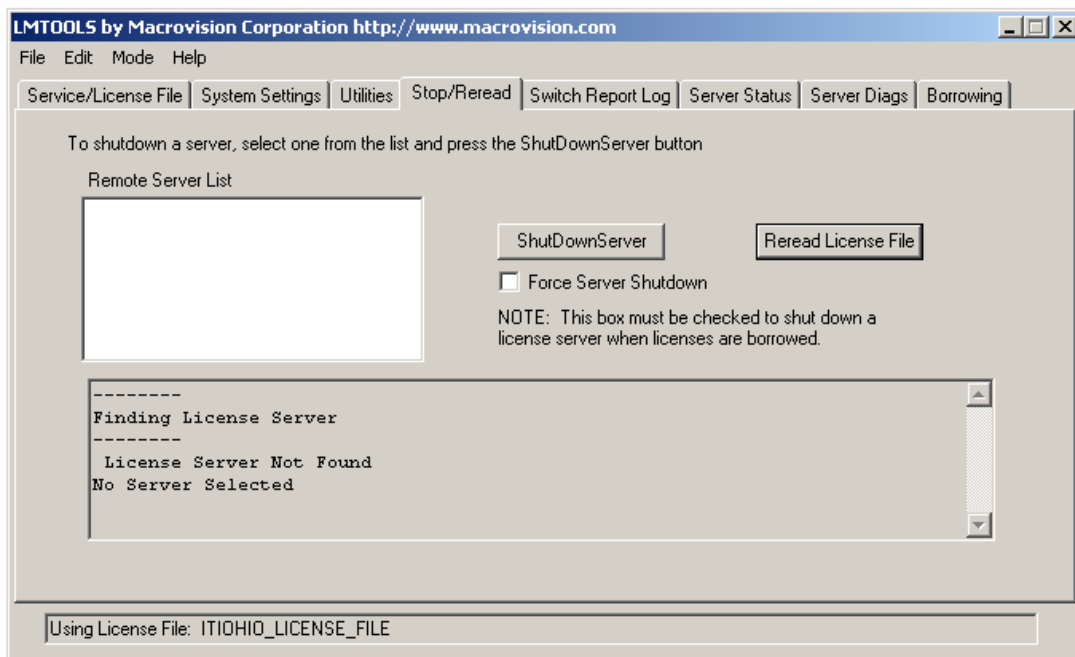 LMTOOLS by Macrovision Corporation http://www.macrovision.com
File Edit Mode Help
Service/License File System Settings Utilities Stop/Reread Switch Report Log Server Status Server Diags Borrowing
To shutdown a server, select one from the list and press the ShutDownServer button
Remote Server List
ShutDownServer
Reread License File
Force Server Shutdown
NOTE: This box must be checked to shut down a
license server when licenses are borrowed.
--------
Finding License Server
--------
License Server Not Found
No Server Selected
Using License File: ITIOHIO_LICENSE_FILE